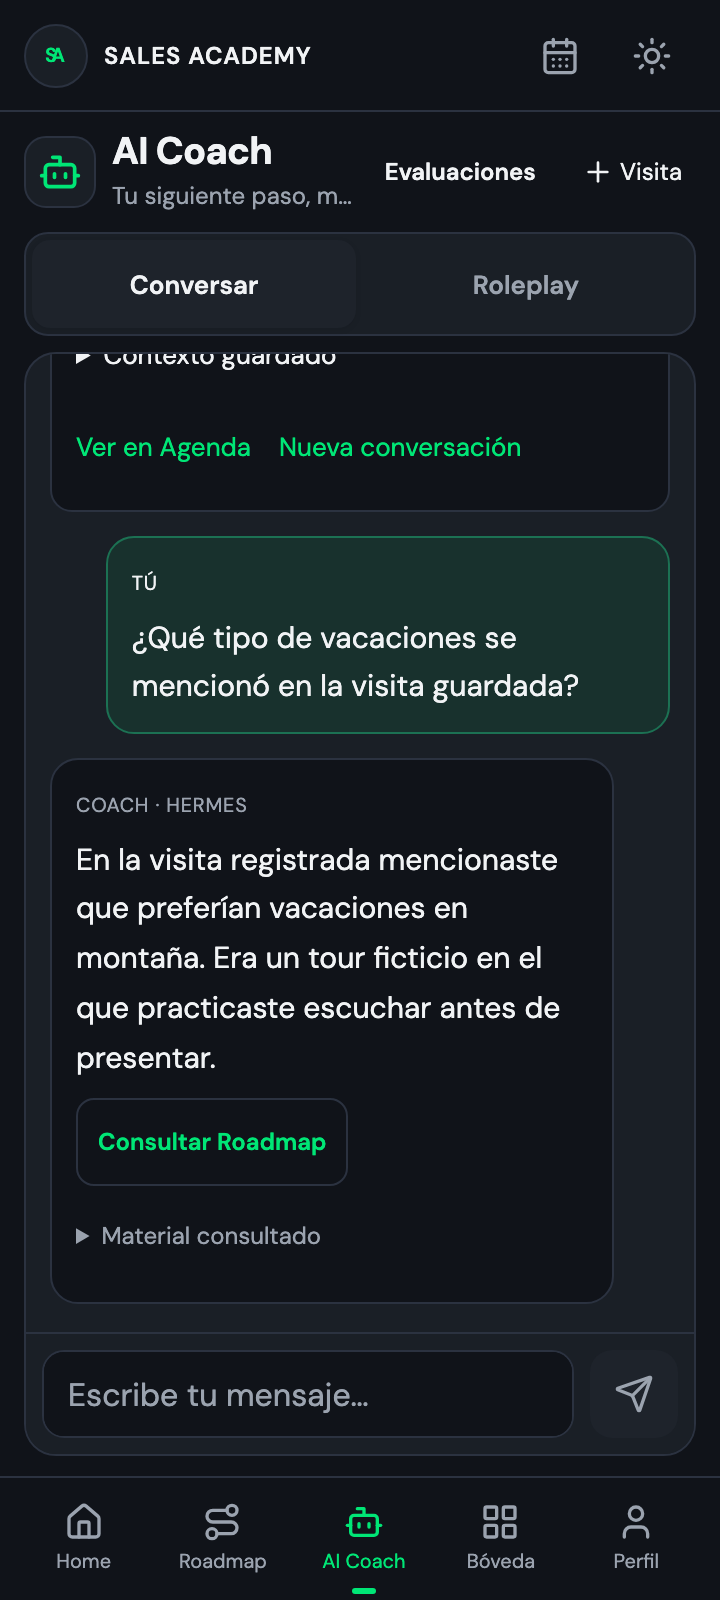 SA SALES ACADEMY
AI Coach
Tu siguiente paso, m...
Evaluaciones
+ Visita
Conversar
Roleplay
Contexto guardado
Ver en Agenda Nueva conversación
TÚ
¿Qué tipo de vacaciones se
mencionó en la visita guardada?
COACH · HERMES
En la visita registrada mencionaste
que preferían vacaciones en
montaña. Era un tour ficticio en el
que practicaste escuchar antes de
presentar.
Consultar Roadmap
Material consultado
Escribe tu mensaje...
Home
Roadmap
AI Coach
Bóveda
Perfil